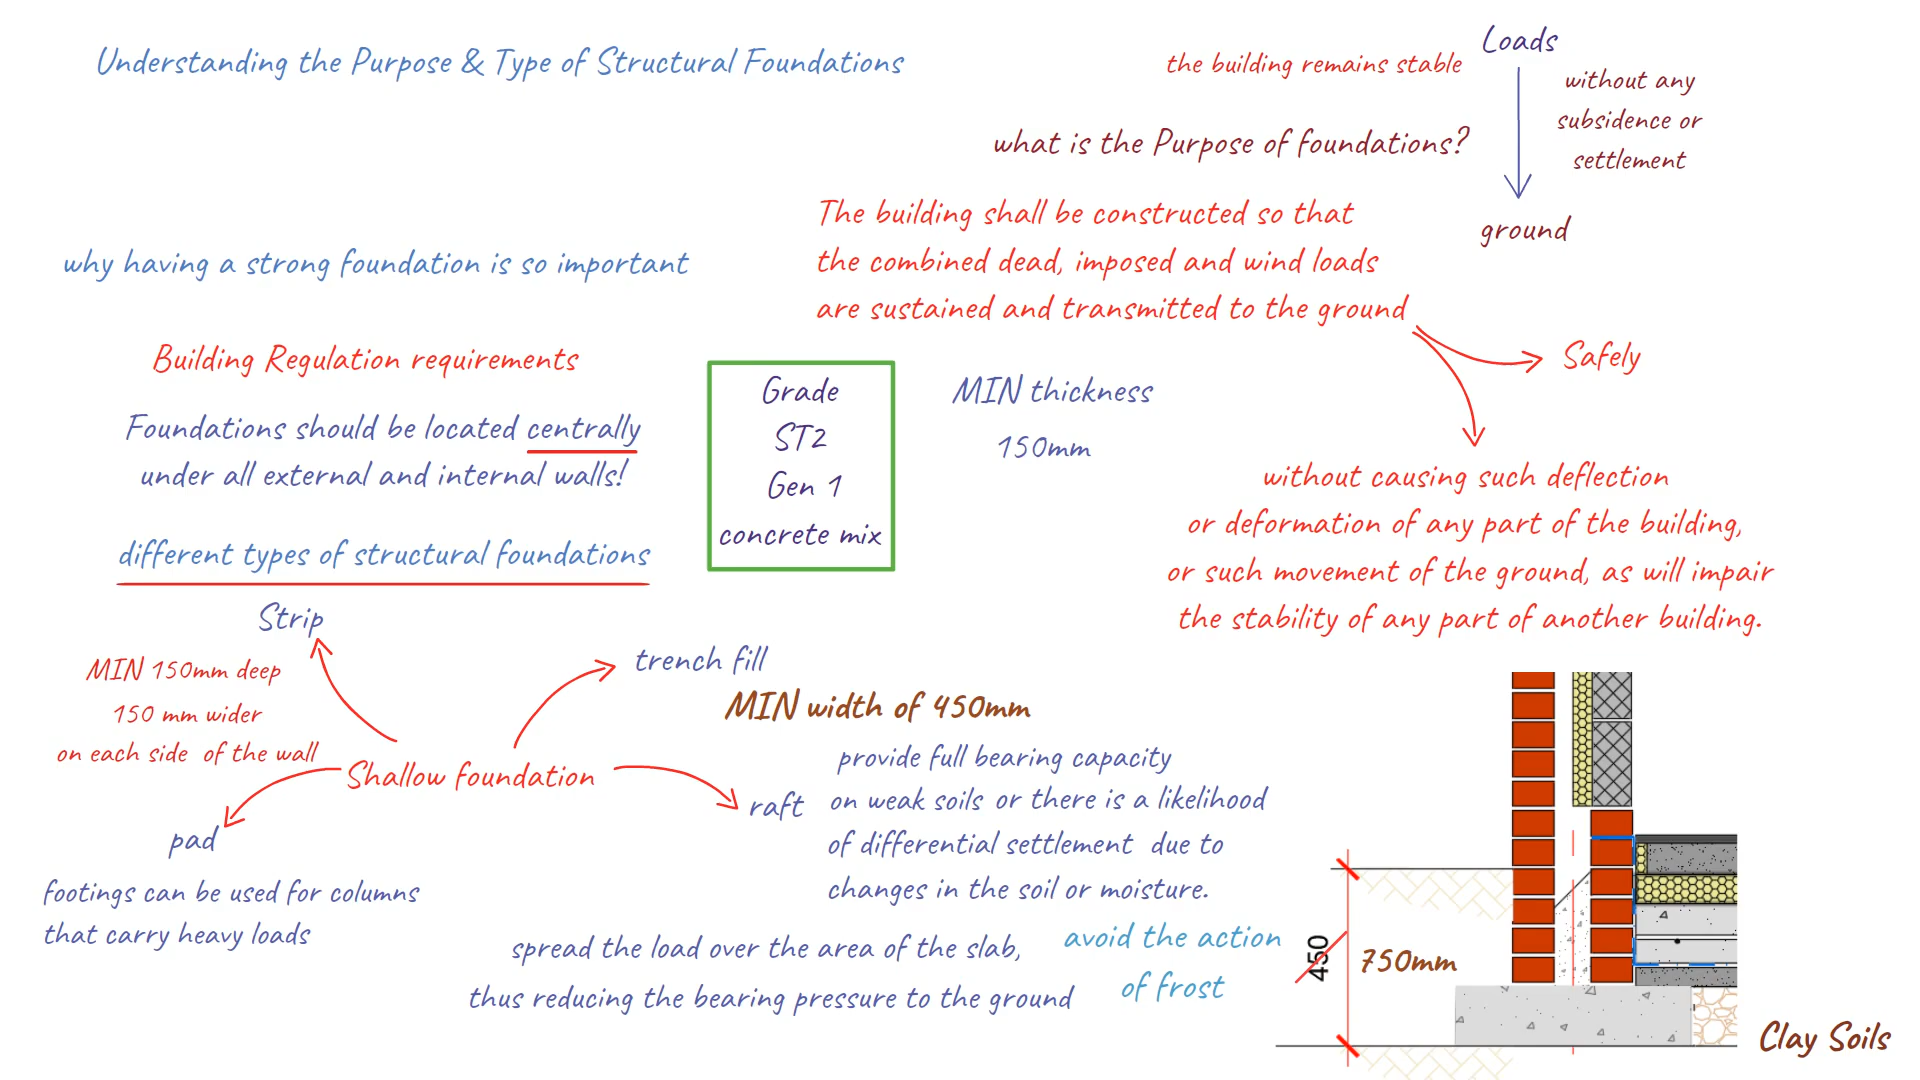 Understanding the Purpose & Type of Structural Foundations
the building remains stable
Loads
without any
subsidence or
settlement
ground
what is the Purpose of foundations?
The building shall be constructed so that
the combined dead, imposed and wind loads
are sustained and transmitted to the ground
Safely
without causing such deflection
or deformation of any part of the building,
or such movement of the ground, as will impair
the stability of any part of another building.
why having a strong foundation is so important
Building Regulation requirements
Foundations should be located centrally
under all external and internal walls!
Grade
ST2
Gen 1
concrete mix
MIN thickness
150mm
different types of structural foundations
Strip
MIN 150mm deep
150 mm wider
on each side of the wall
trench fill
MIN width of 450mm
Shallow foundation
pad
footings can be used for columns
that carry heavy loads
raft
provide full bearing capacity
on weak soils or there is a likelihood
of differential settlement due to
changes in the soil or moisture.
spread the load over the area of the slab,
thus reducing the bearing pressure to the ground
avoid the action
of frost
450
750mm
Clay Soils